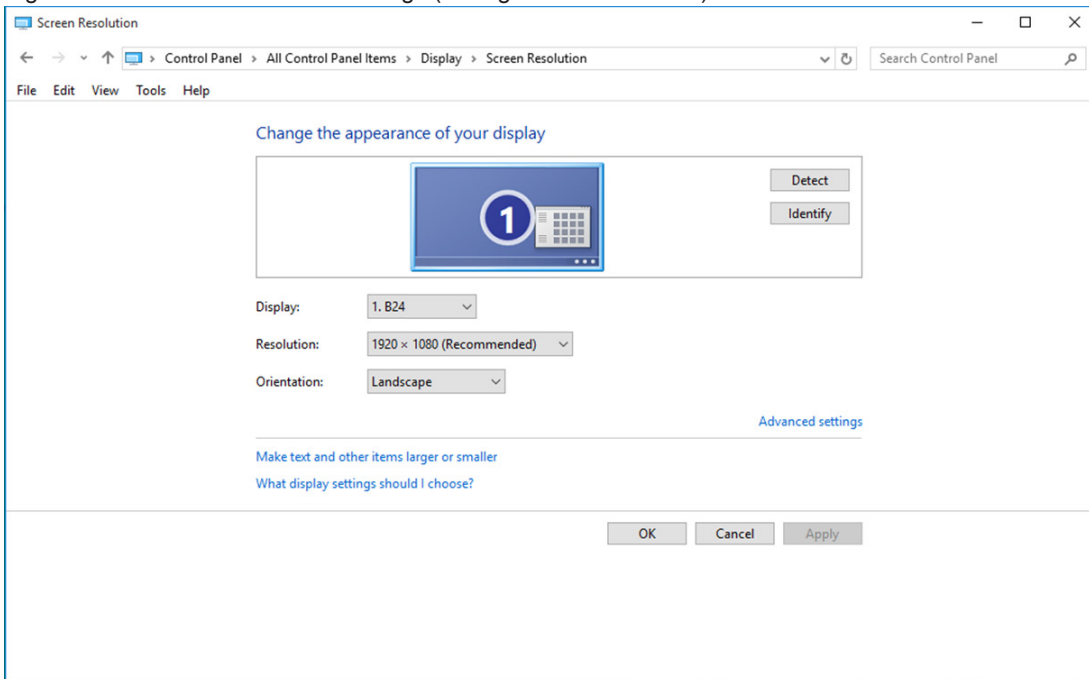 Screen Resolution
Control Panel > All Control Panel Items > Display > Screen Resolution
Search Control Panel
File Edit View Tools Help
Change the appearance of your display
1
Detect
Identify
Display: 1. B24
Resolution: 1920 × 1080 (Recommended)
Orientation: Landscape
Advanced settings
Make text and other items larger or smaller
What display settings should I choose?
OK Cancel Apply